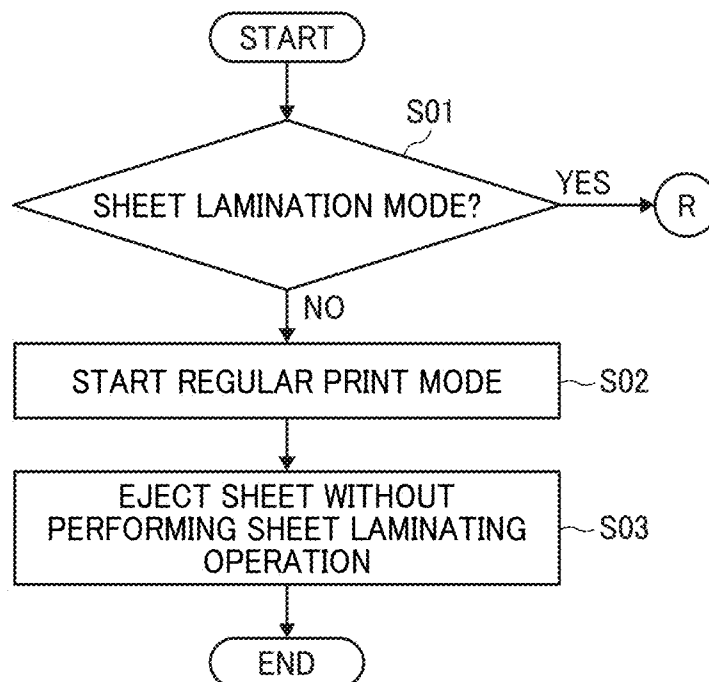 START
S01
SHEET LAMINATION MODE?
YES
R
NO
START REGULAR PRINT MODE
S02
EJECT SHEET WITHOUT
PERFORMING SHEET LAMINATING
OPERATION
S03
END